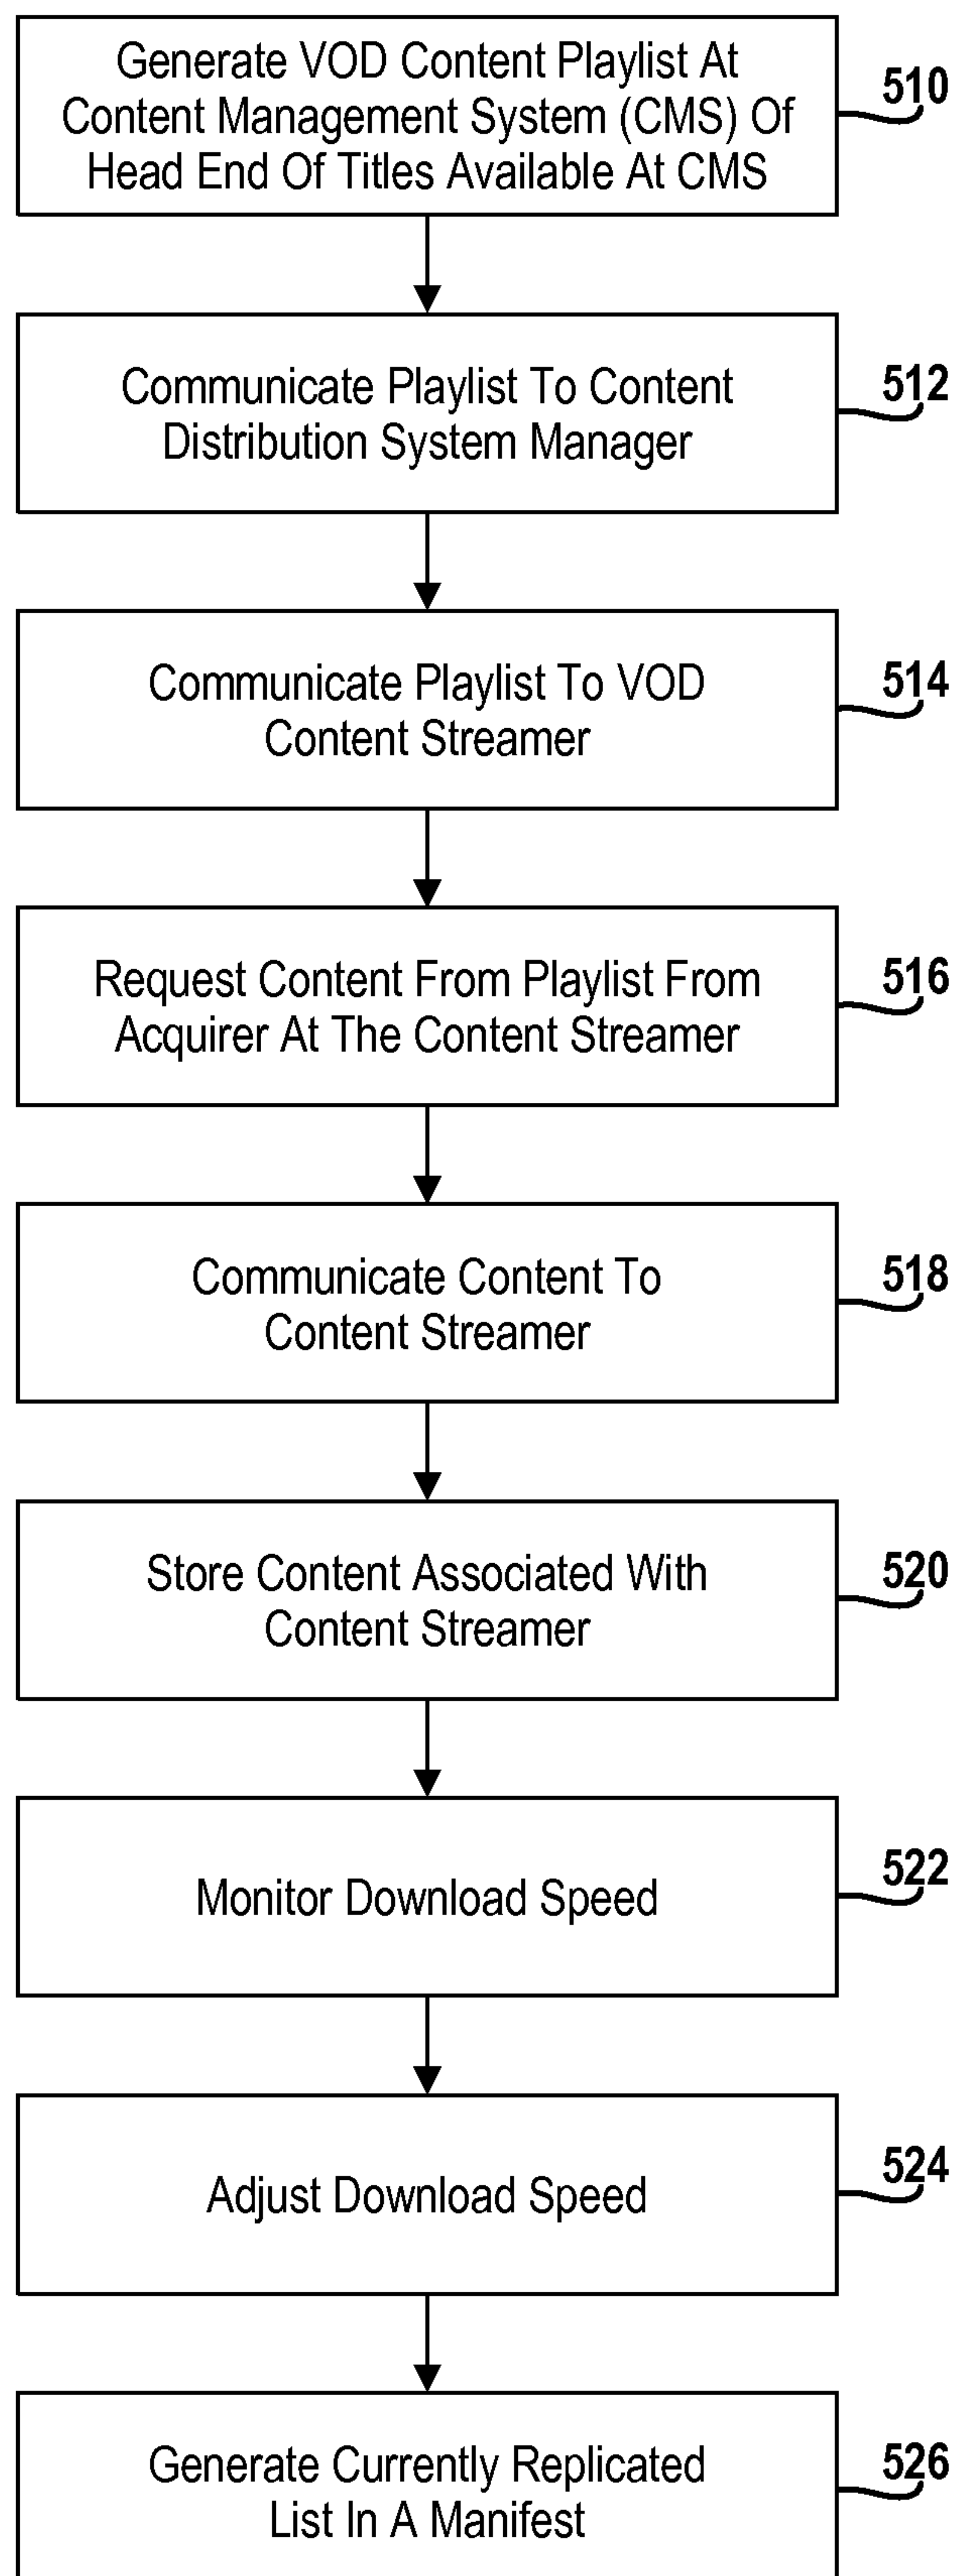 Generate VOD Content Playlist At
Content Management System (CMS) Of
Head End Of Titles Available At CMS
510
Communicate Playlist To Content
Distribution System Manager
512
Communicate Playlist To VOD
Content Streamer
514
Request Content From Playlist From
Acquirer At The Content Streamer
516
Communicate Content To
Content Streamer
518
Store Content Associated With
Content Streamer
520
Monitor Download Speed
522
Adjust Download Speed
524
Generate Currently Replicated
List In A Manifest
526